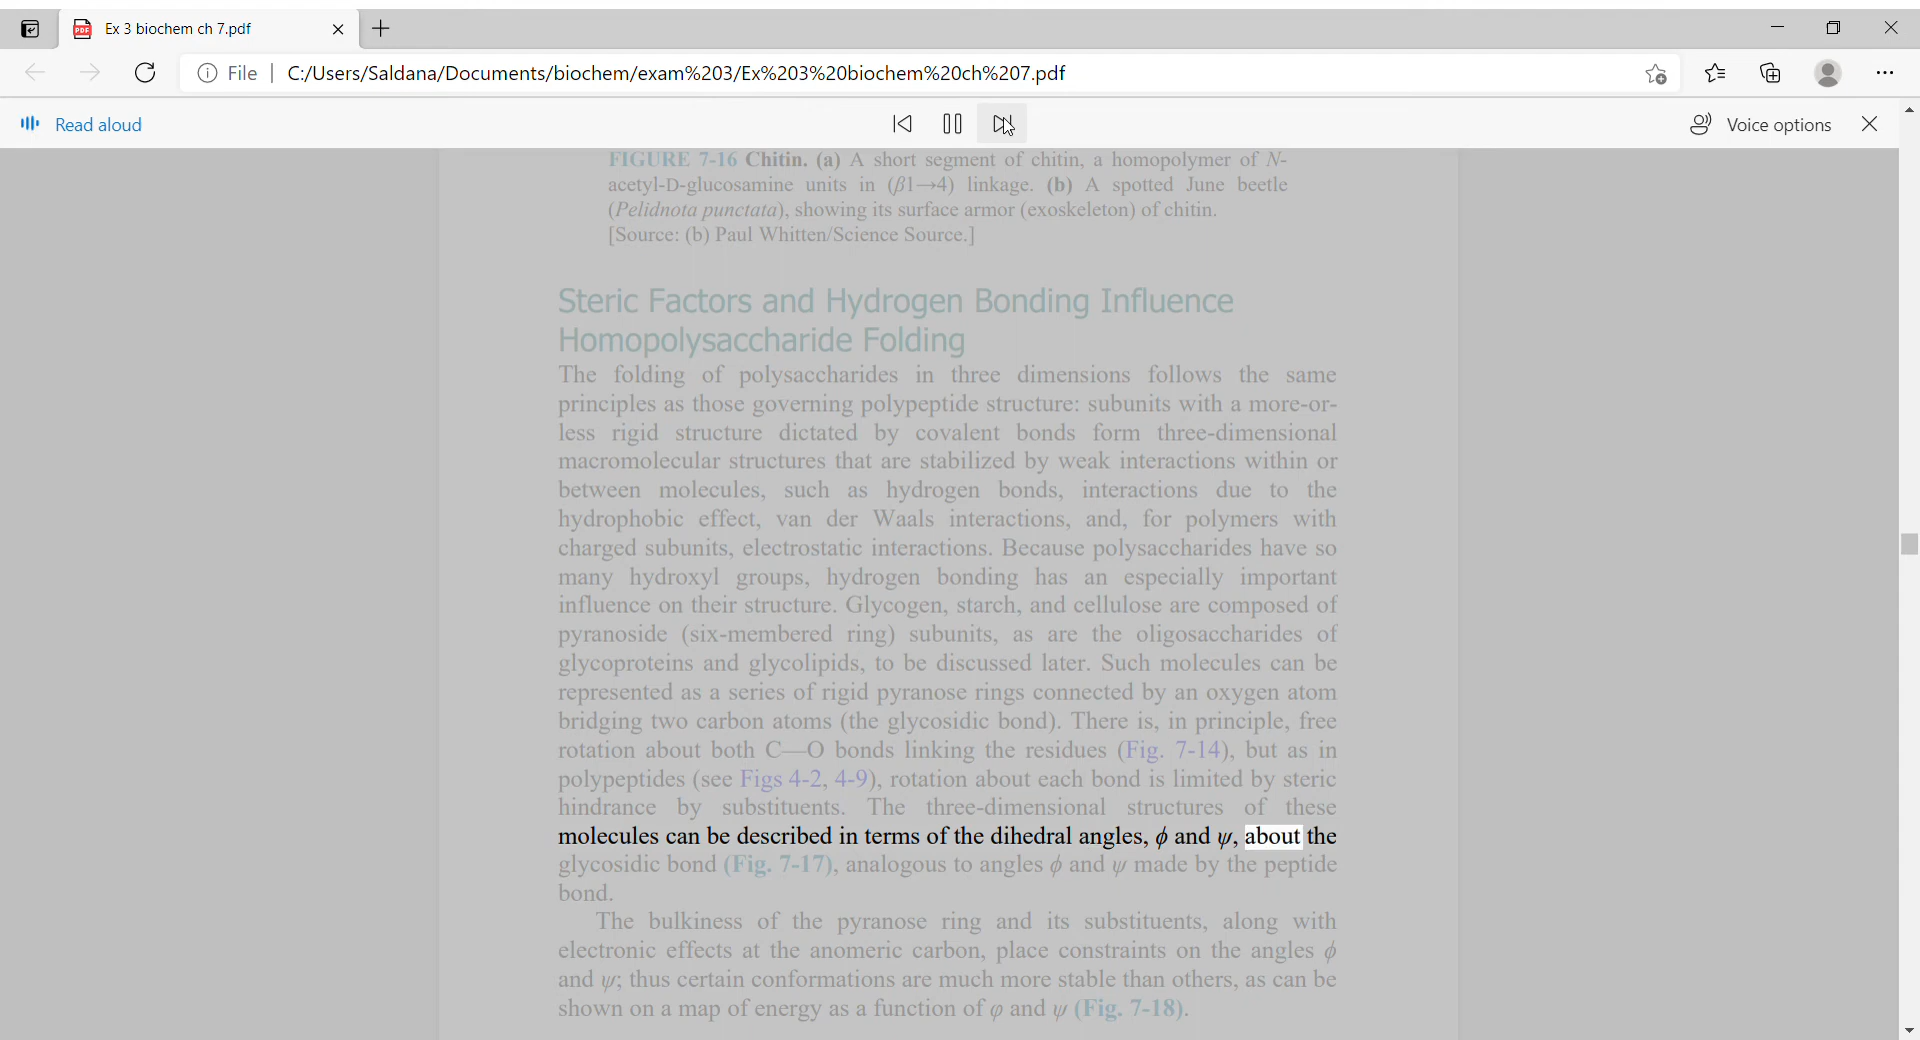 Ex 3 biochem ch 7.pdf
File | C:/Users/Saldana/Documents/biochem/exam%203/Ex%203%20biochem%20ch%207.pdf
Read aloud
Voice options
FIGURE 7-16 Chitin. (a) A short segment of chitin, a homopolymer of N-
acetyl-D-glucosamine units in (β1→4) linkage. (b) A spotted June beetle
(Pelidnota punctata), showing its surface armor (exoskeleton) of chitin.
[Source: (b) Paul Whitten/Science Source.]
Steric Factors and Hydrogen Bonding Influence
Homopolysaccharide Folding
The folding of polysaccharides in three dimensions follows the same
principles as those governing polypeptide structure: subunits with a more-or-
less rigid structure dictated by covalent bonds form three-dimensional
macromolecular structures that are stabilized by weak interactions within or
between molecules, such as hydrogen bonds, interactions due to the
hydrophobic effect, van der Waals interactions, and, for polymers with
charged subunits, electrostatic interactions. Because polysaccharides have so
many hydroxyl groups, hydrogen bonding has an especially important
influence on their structure. Glycogen, starch, and cellulose are composed of
pyranoside (six-membered ring) subunits, as are the oligosaccharides of
glycoproteins and glycolipids, to be discussed later. Such molecules can be
represented as a series of rigid pyranose rings connected by an oxygen atom
bridging two carbon atoms (the glycosidic bond). There is, in principle, free
rotation about both C—O bonds linking the residues (Fig. 7-14), but as in
polypeptides (see Figs 4-2, 4-9), rotation about each bond is limited by steric
hindrance by substituents. The three-dimensional structures of these
molecules can be described in terms of the dihedral angles, ϕ and ψ, about the
glycosidic bond (Fig. 7-17), analogous to angles ϕ and ψ made by the peptide
bond.
The bulkiness of the pyranose ring and its substituents, along with
electronic effects at the anomeric carbon, place constraints on the angles ϕ
and ψ; thus certain conformations are much more stable than others, as can be
shown on a map of energy as a function of φ and ψ (Fig. 7-18).